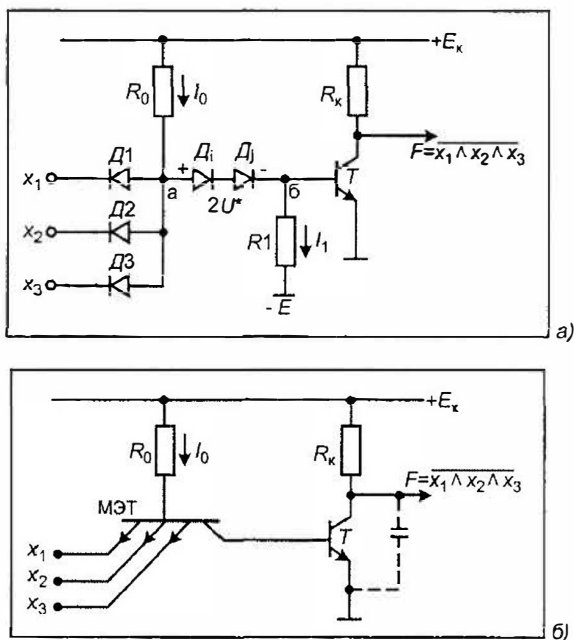 +Eк
R0 I0 Rк
Д1 Дi Дj F=x1 ∧ x2 ∧ x3
x1 + - T
а 2U* б
Д2
x2 R1 I1
Д3
x3
- E
а)
+Eк
R0 I0 Rк
F=x1 ∧ x2 ∧ x3
МЭТ
T
x1
x2
x3
б)